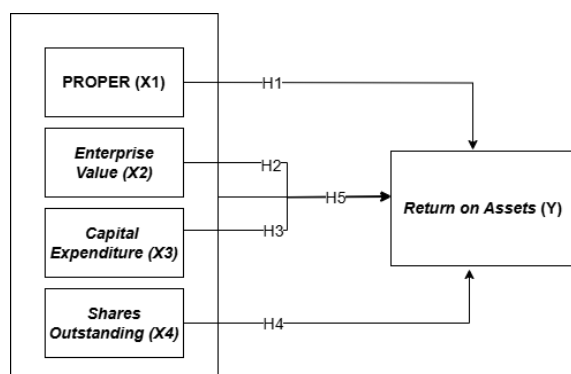 PROPER (X1)
H1
Enterprise
Value (X2)
H2
H5
Return on Assets (Y)
Capital
Expenditure (X3)
H3
Shares
Outstanding (X4)
H4